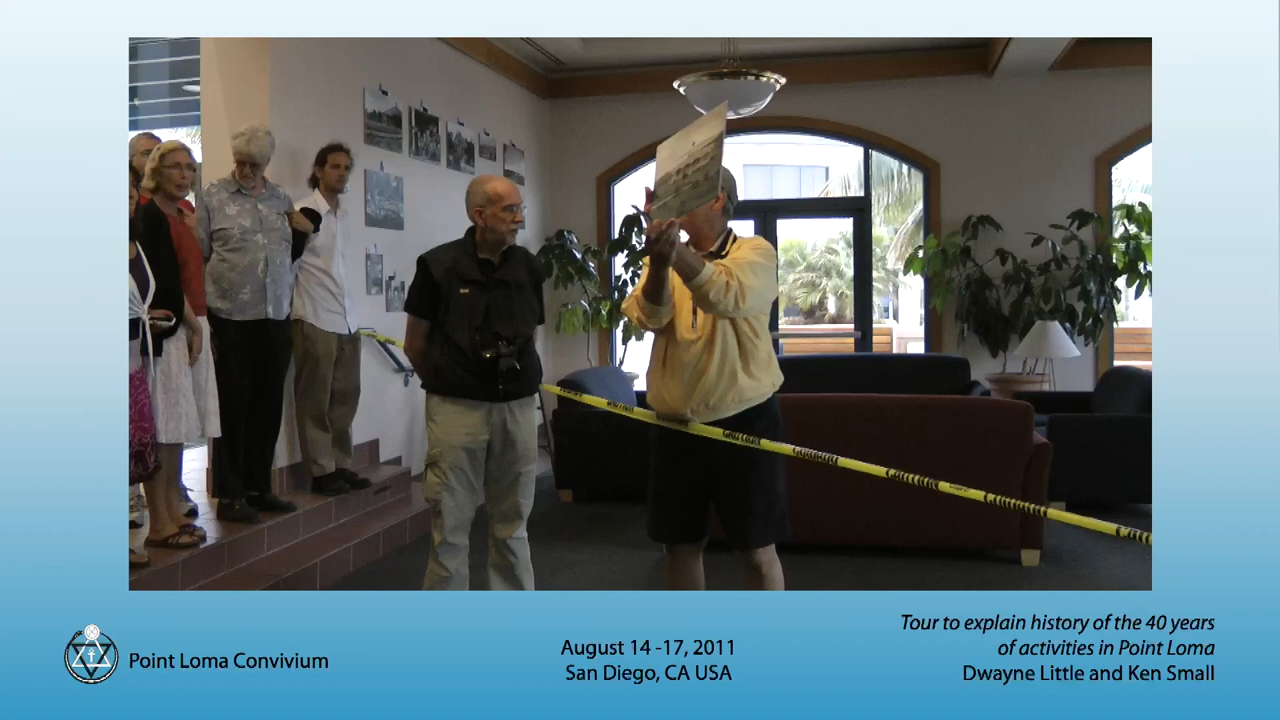 Point Loma Convivium
August 14 -17, 2011
San Diego, CA USA
Tour to explain history of the 40 years
of activities in Point Loma
Dwayne Little and Ken Small